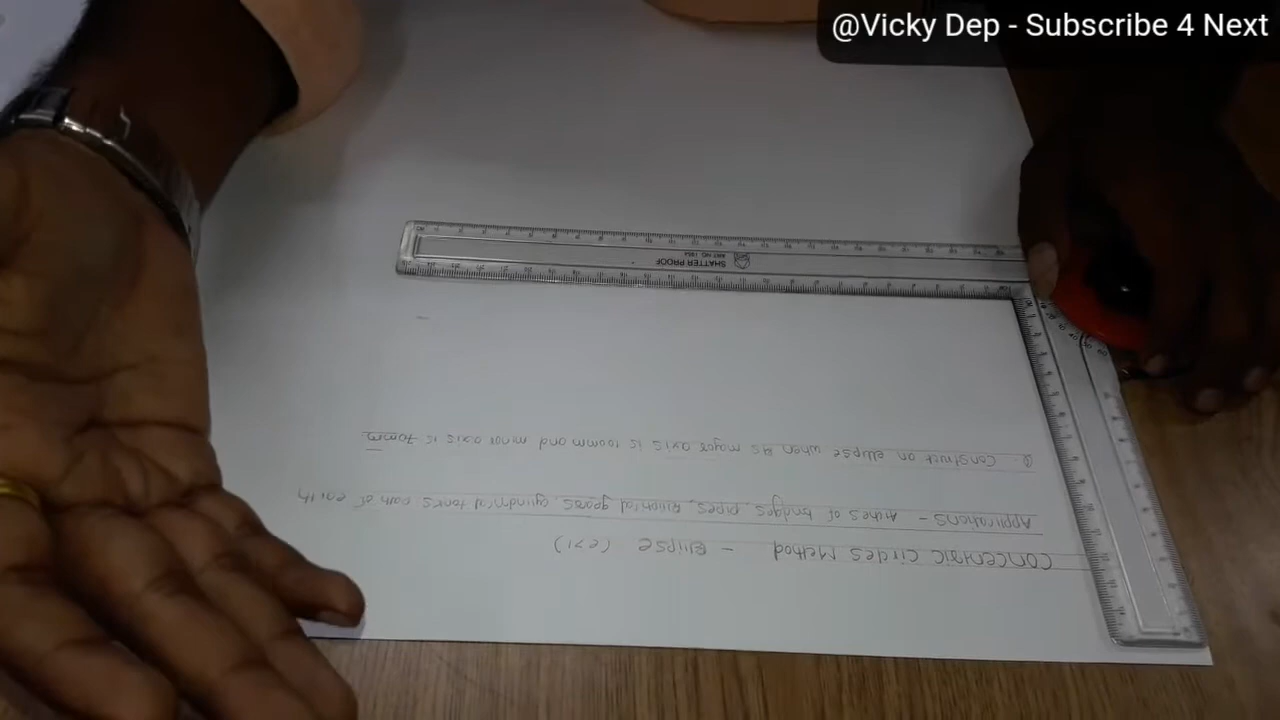 @Vicky Dep - Subscribe 4 Next
Concentric Circles Method - Ellipse (e>1)
Applications - Arches of bridges, pipes, Elliptical gears, cylindrical tanks path of earth
Q. Construct an ellipse when its major axis is 100mm and minor axis is 70mm
SHATTER PROOF